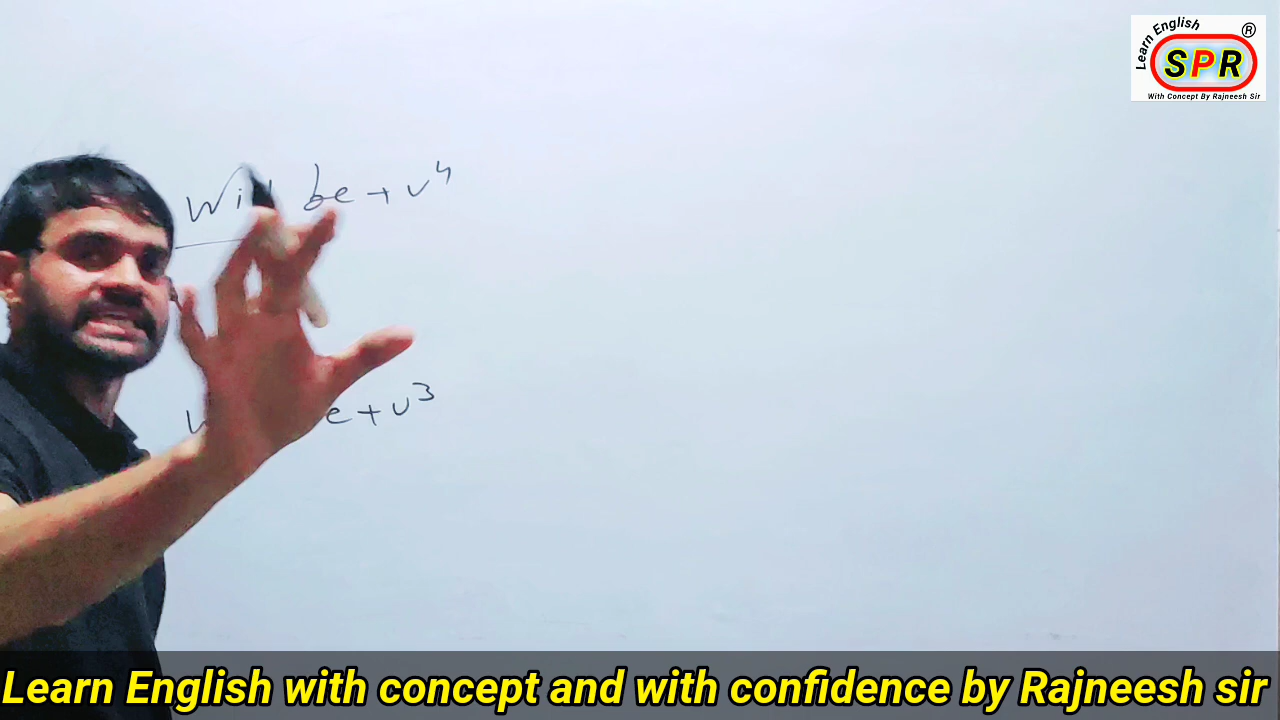 Learn English
®
SPR
With Concept By Rajneesh Sir
Will be + v4
e + v3
Learn English with concept and with confidence by Rajneesh sir